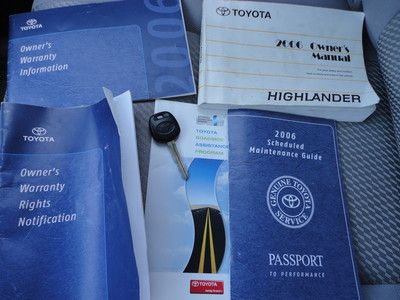 TOYOTA
Owner's
Warranty
Information
2006
TOYOTA
2006 Owner's
Manual
HIGHLANDER
TOYOTA
Owner's
Warranty
Rights
Notification
TOYOTA
ROADSIDE
ASSISTANCE
PROGRAM
TOYOTA
2006
Scheduled
Maintenance Guide
GENUINE TOYOTA
SERVICE
PASSPORT
TO PERFORMANCE